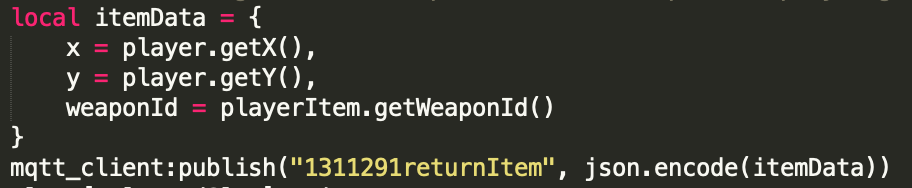 local itemData = {
    x = player.getX(),
    y = player.getY(),
    weaponId = playerItem.getWeaponId()
}
mqtt_client:publish("1311291returnItem", json.encode(itemData))